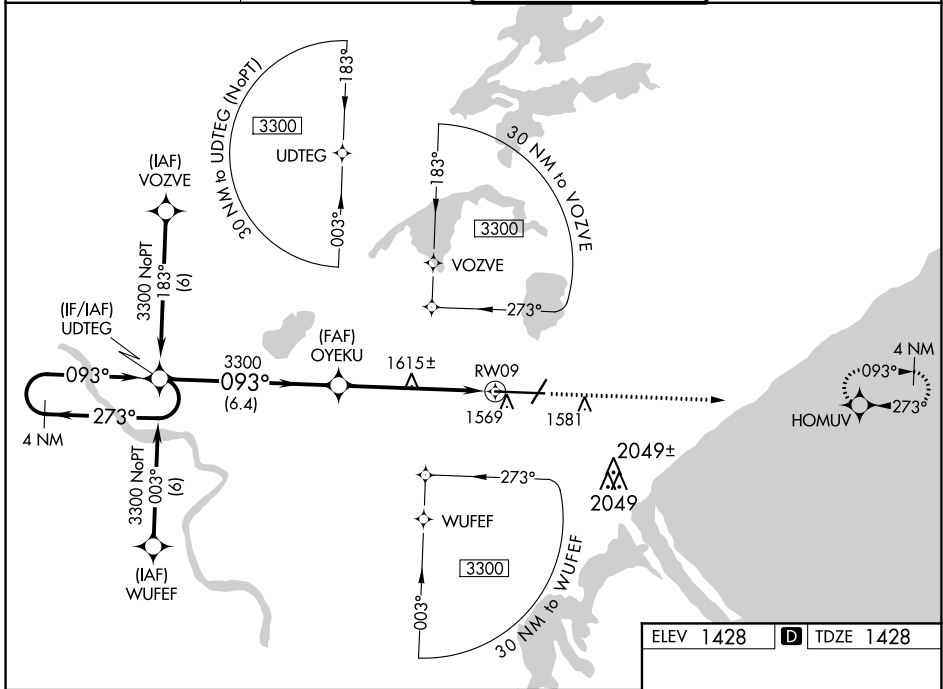 30 NM to UDTEG (NoPT)
183°
3300
UDTEG
003°
30 NM to VOZVE
183°
3300
VOZVE
273°
(IAF)
VOZVE
3300 NoPT
183°
(6)
(IF/IAF)
UDTEG
093°
273°
4 NM
3300
093°
(6.4)
(FAF)
OYEKU
1615±
RW09
1569
1581
4 NM
093°
273°
HOMUV
3300 NoPT
003°
(6)
(IAF)
WUFEF
273°
WUFEF
3300
003°
30 NM to WUFEF
2049±
2049
ELEV 1428 D TDZE 1428